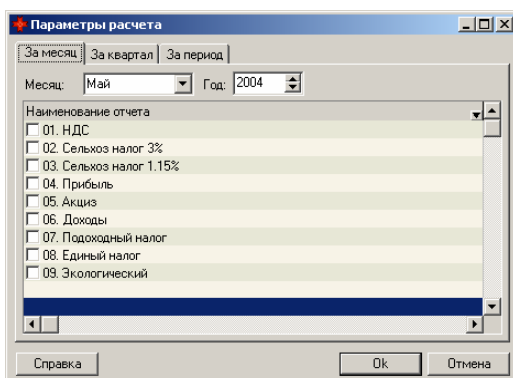 Параметры расчета
За месяц За квартал За период
Месяц: Май Год: 2004
Наименование отчета
01. НДС
02. Сельхоз налог 3%
03. Сельхоз налог 1.15%
04. Прибыль
05. Акциз
06. Доходы
07. Подоходный налог
08. Единый налог
09. Экологический
Справка Ok Отмена